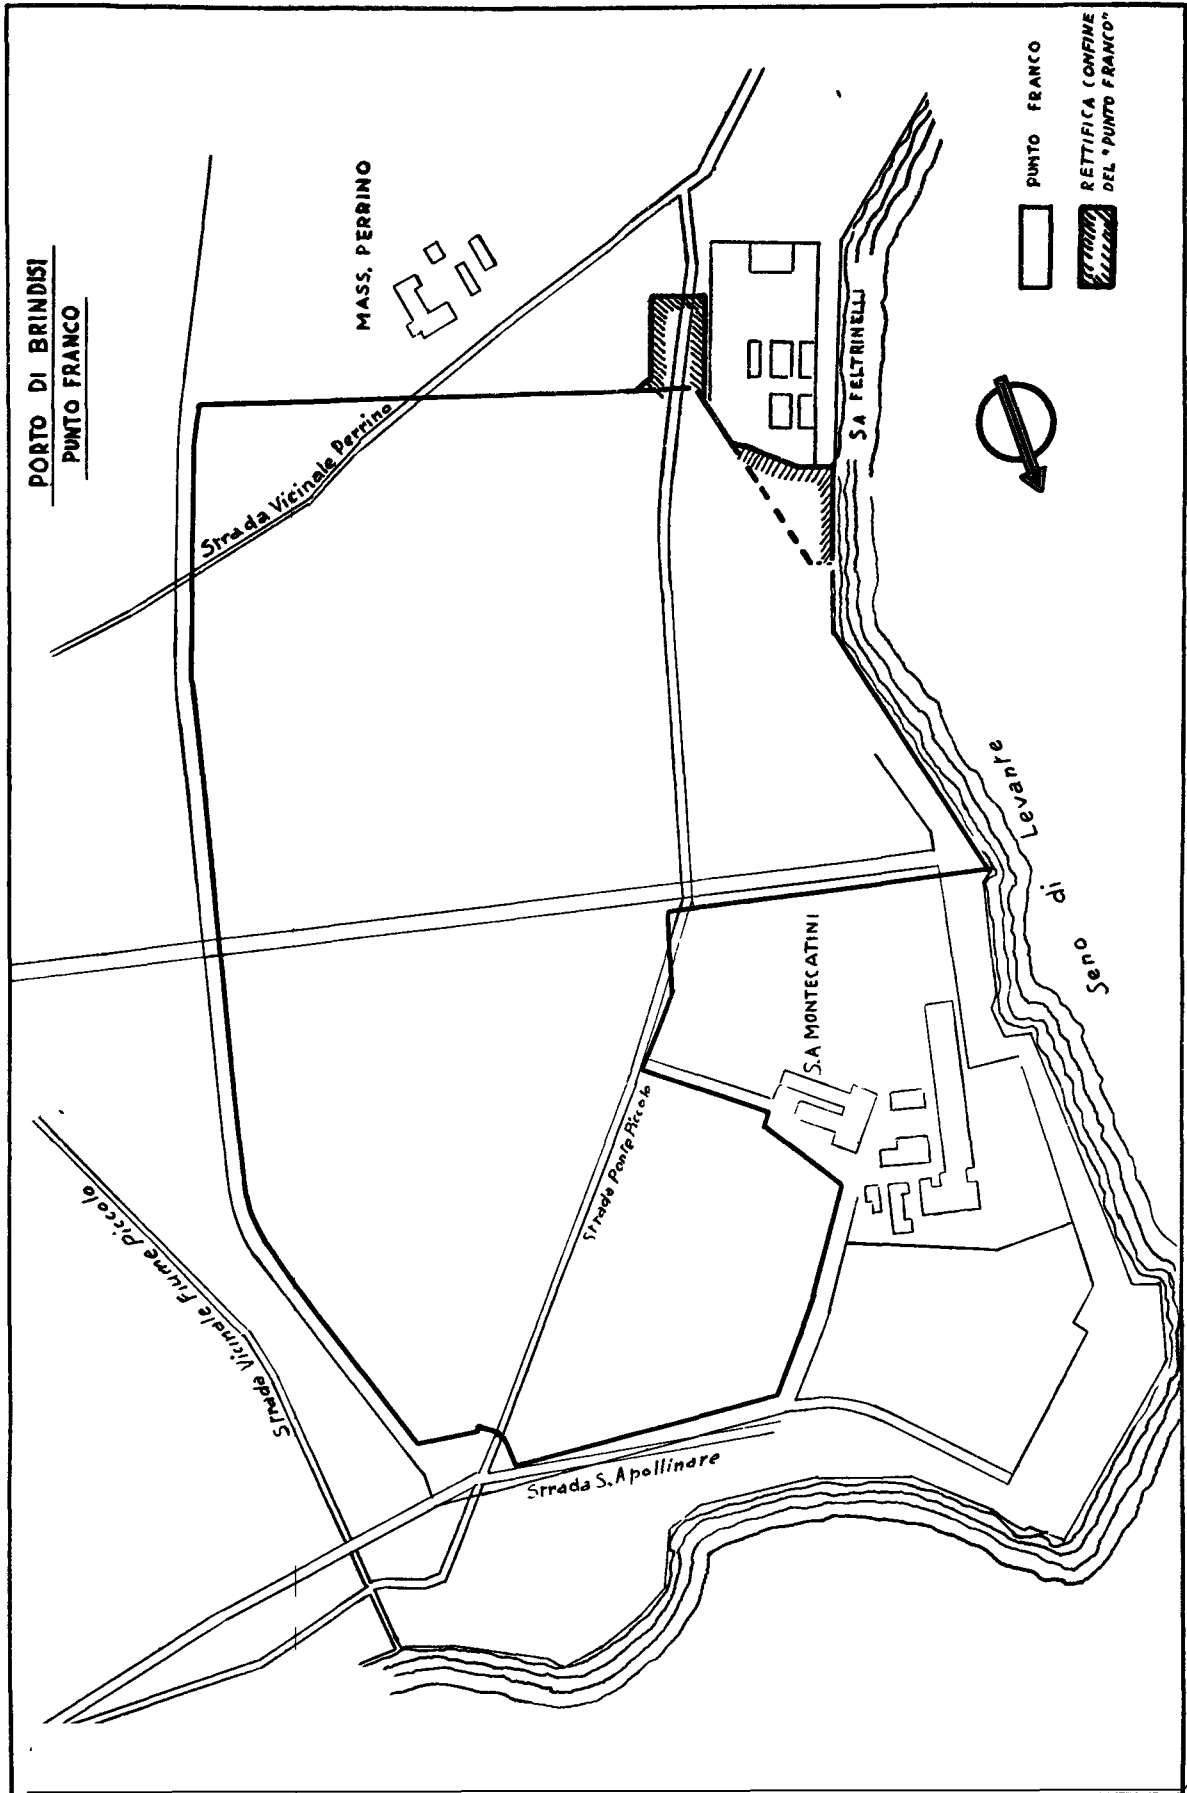 PORTO DI BRINDISI
PUNTO FRANCO
MASS. PERRINO
PUNTO FRANCO
RETTIFICA CONFINE
DEL "PUNTO FRANCO"
Strada Vicinale Perrino
SA FELTRINELLI
Seno di Levante
S.A MONTECATINI
Strada Ponte Piccolo
Strada Vicinale Fiume Piccolo
Strada S. Apollinare